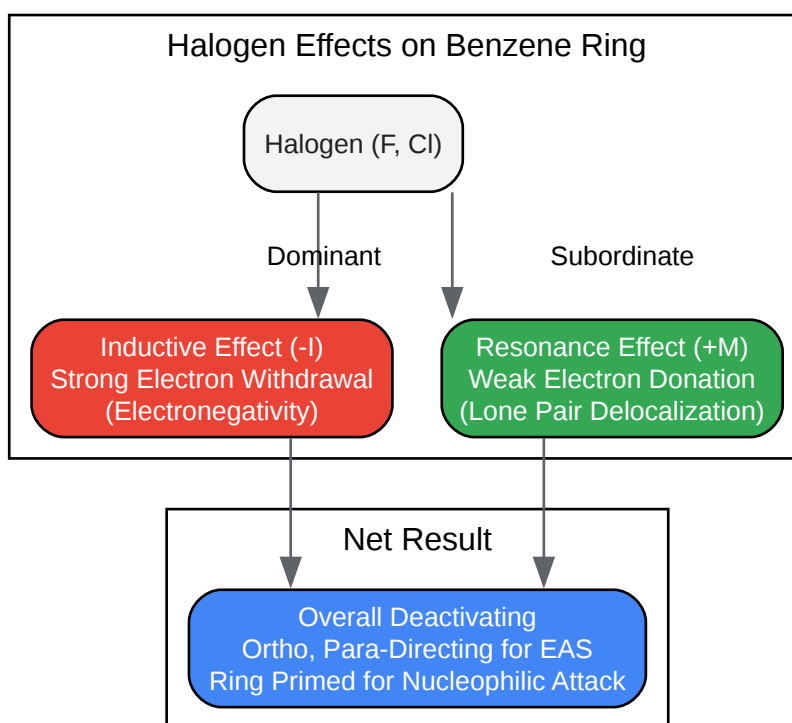 Halogen Effects on Benzene Ring
Halogen (F, Cl)
Dominant
Subordinate
Inductive Effect (-I)
Strong Electron Withdrawal
(Electronegativity)
Resonance Effect (+M)
Weak Electron Donation
(Lone Pair Delocalization)
Net Result
Overall Deactivating
Ortho, Para-Directing for EAS
Ring Primed for Nucleophilic Attack